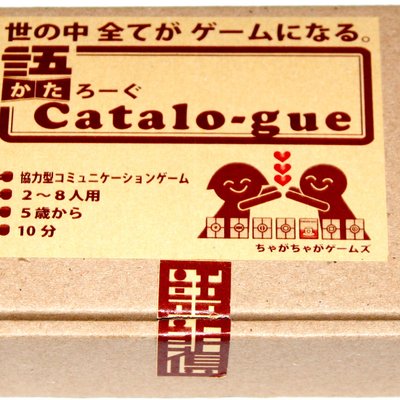 世の中 全てが ゲームになる。
語
かたろーぐ
Catalo-gue
協力型コミュニケーションゲーム
2〜8人用
5歳から
10分
ちゃがちゃがゲームズ